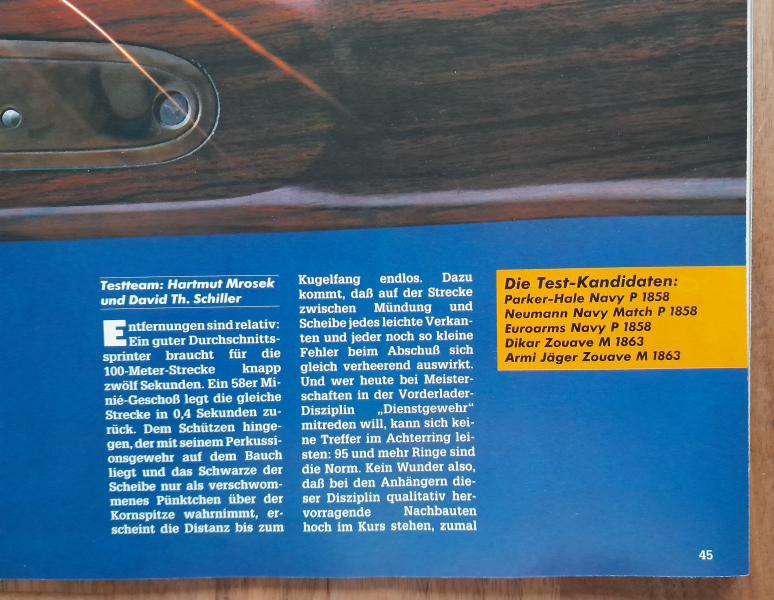 Testteam: Hartmut Mrosek
und David Th. Schiller
Entfernungen sind relativ:
Ein guter Durchschnitts-
sprinter braucht für die
100-Meter-Strecke knapp
zwölf Sekunden. Ein 58er Mi-
nié-Geschoß legt die gleiche
Strecke in 0,4 Sekunden zu-
rück. Dem Schützen hinge-
gen, der mit seinem Perkussi-
onsgewehr auf dem Bauch
liegt und das Schwarze der
Scheibe nur als verschwom-
menes Pünktchen über der
Kornspitze wahrnimmt, er-
scheint die Distanz bis zum
Kugelfang endlos. Dazu
kommt, daß auf der Strecke
zwischen Mündung und
Scheibe jedes leichte Verkan-
ten und jeder noch so kleine
Fehler beim Abschuß sich
gleich verheerend auswirkt.
Und wer heute bei Meister-
schaften in der Vorderlader-
Disziplin „Dienstgewehr“
mitreden will, kann sich kei-
ne Treffer im Achterring lei-
sten: 95 und mehr Ringe sind
die Norm. Kein Wunder also,
daß bei den Anhängern die-
ser Disziplin qualitativ her-
vorragende Nachbauten
hoch im Kurs stehen, zumal
Die Test-Kandidaten:
Parker-Hale Navy P 1858
Neumann Navy Match P 1858
Euroarms Navy P 1858
Dikar Zouave M 1863
Armi Jäger Zouave M 1863
45